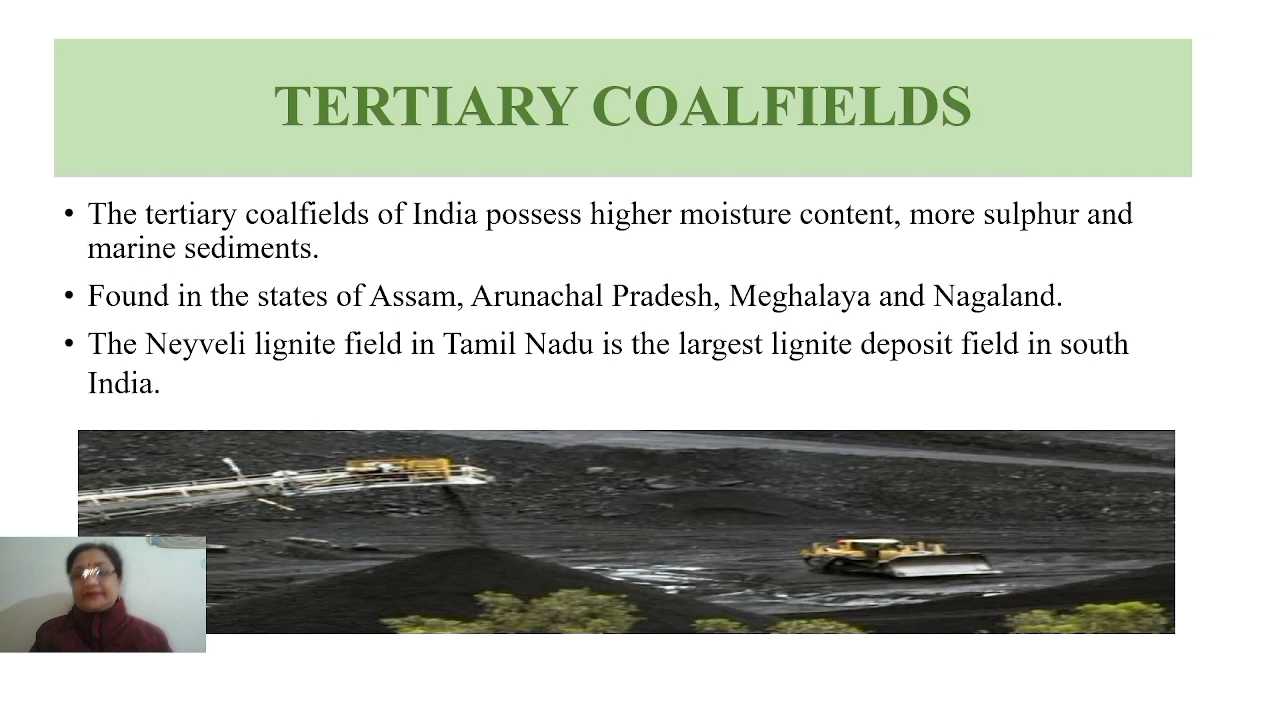 TERTIARY COALFIELDS
• The tertiary coalfields of India possess higher moisture content, more sulphur and
marine sediments.
• Found in the states of Assam, Arunachal Pradesh, Meghalaya and Nagaland.
• The Neyveli lignite field in Tamil Nadu is the largest lignite deposit field in south
India.